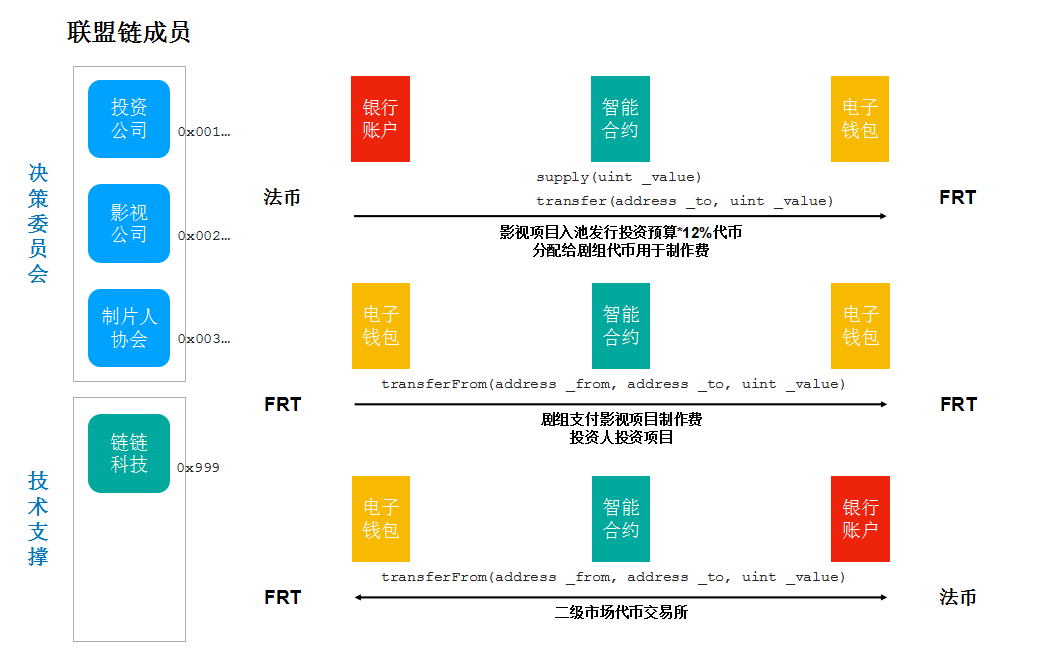 联盟链成员
决策委员会
投资
公司
0x001…
影视
公司
0x002…
制片人
协会
0x003…
技术支撑
链链
科技
0x999
法币
银行
账户
智能
合约
电子
钱包
supply(uint _value)
transfer(address _to, uint _value)
影视项目入池发行投资预算*12%代币
分配给剧组代币用于制作费
FRT
FRT
电子
钱包
智能
合约
电子
钱包
transferFrom(address _from, address _to, uint _value)
剧组支付影视项目制作费
投资人投资项目
FRT
FRT
电子
钱包
智能
合约
银行
账户
transferFrom(address _from, address _to, uint _value)
二级市场代币交易所
法币